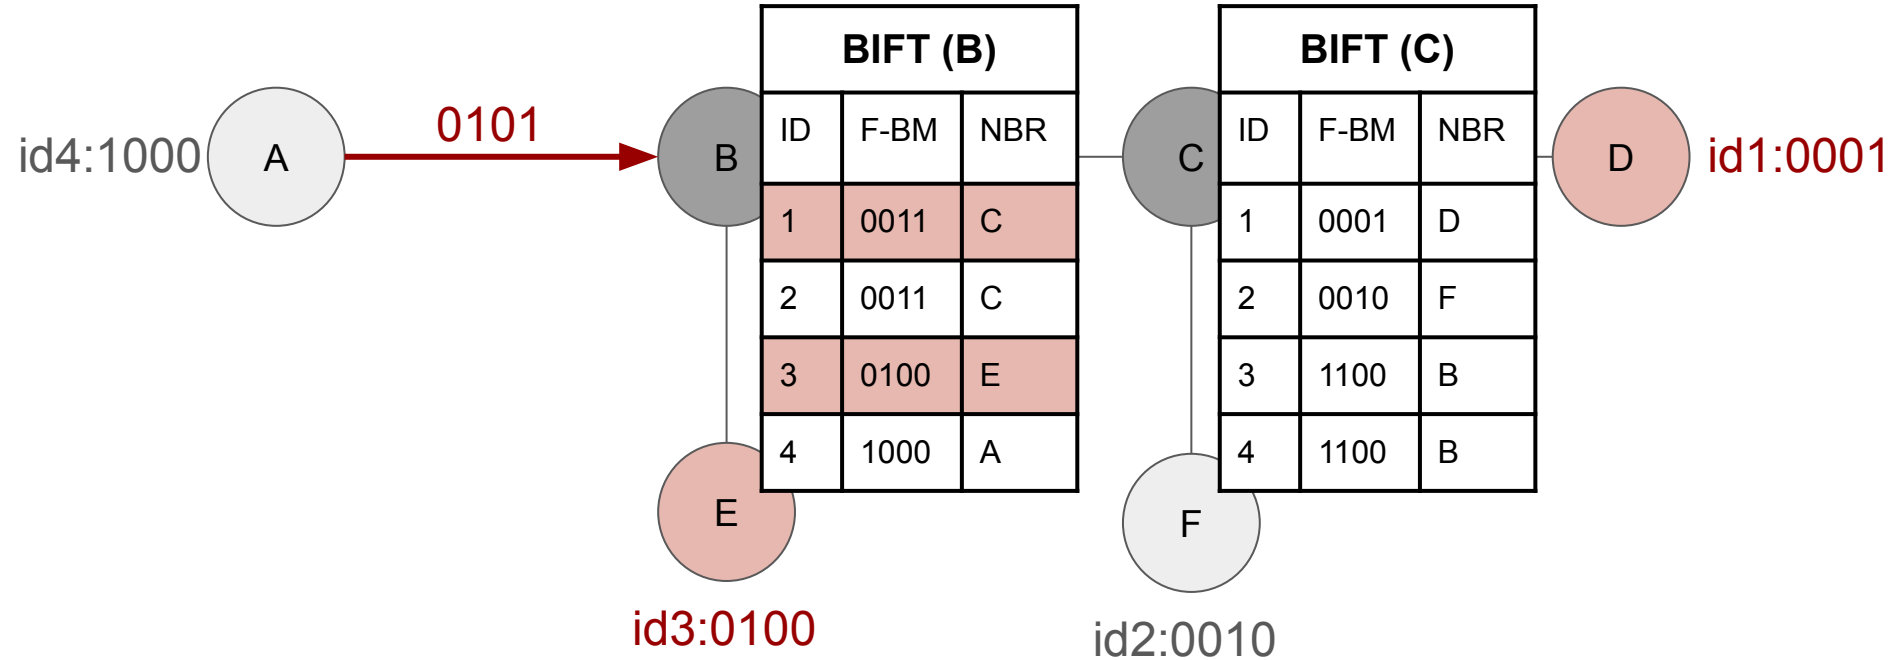 BIFT (B)
BIFT (C)
0101
id4:1000
A
B
ID F-BM NBR
C
ID F-BM NBR
D
id1:0001
1 0011 C
1 0001 D
2 0011 C
2 0010 F
3 0100 E
3 1100 B
4 1000 A
4 1100 B
E
F
id3:0100
id2:0010